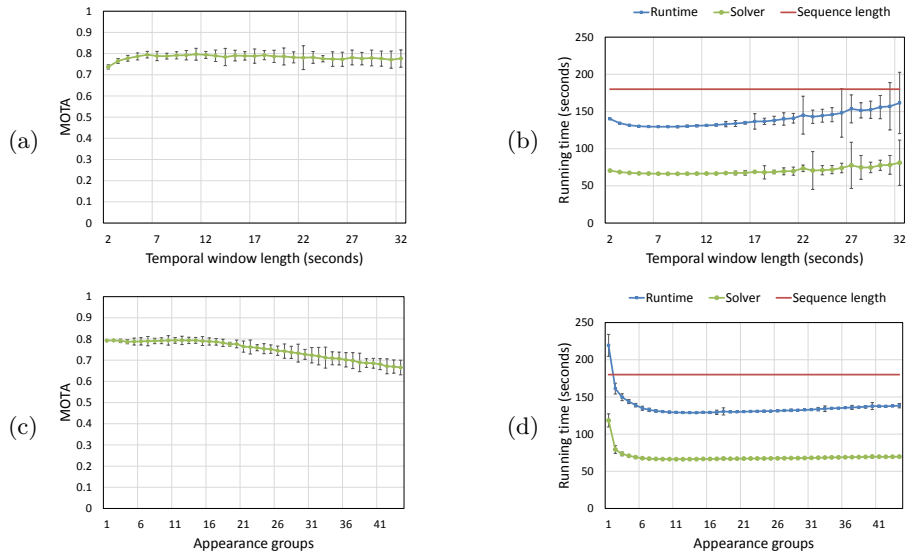 (a)
MOTA
1
0.9
0.8
0.7
0.6
0.5
0.4
0.3
0.2
0.1
0
2 7 12 17 22 27 32
Temporal window length (seconds)
(b)
Runtime Solver Sequence length
Running time (seconds)
250
200
150
100
50
0
2 7 12 17 22 27 32
Temporal window length (seconds)
(c)
MOTA
1
0.9
0.8
0.7
0.6
0.5
0.4
0.3
0.2
0.1
0
1 6 11 16 21 26 31 36 41
Appearance groups
(d)
Runtime Solver Sequence length
Running time (seconds)
250
200
150
100
50
0
1 6 11 16 21 26 31 36 41
Appearance groups